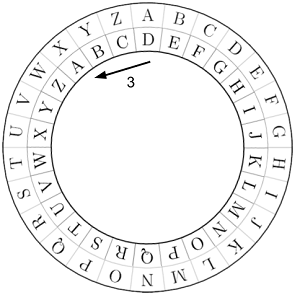 A B C D E F G H I J K L M N O P Q R S T U V W X Y Z
D E F G H I J K L M N O P Q R S T U V W X Y Z A B C
3